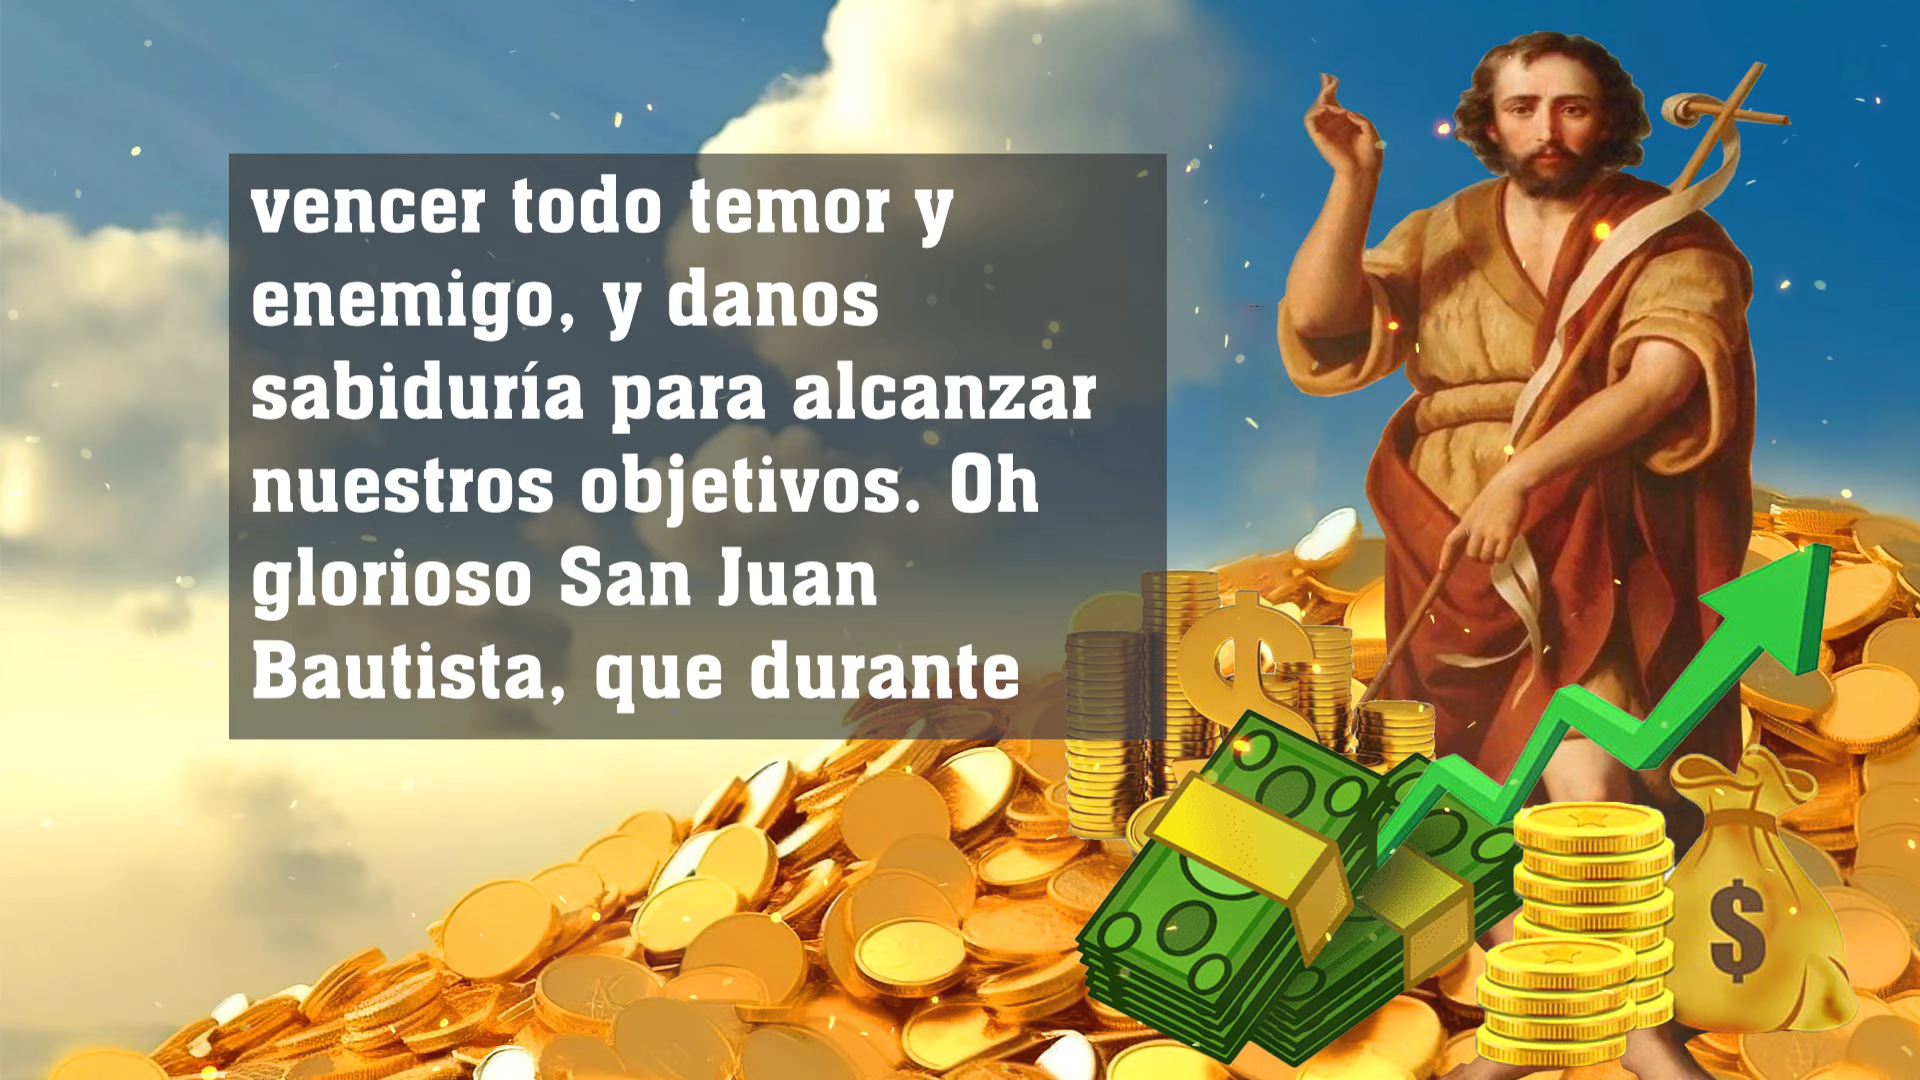 vencer todo temor y
enemigo, y danos
sabiduría para alcanzar
nuestros objetivos. Oh
glorioso San Juan
Bautista, que durante
$
$